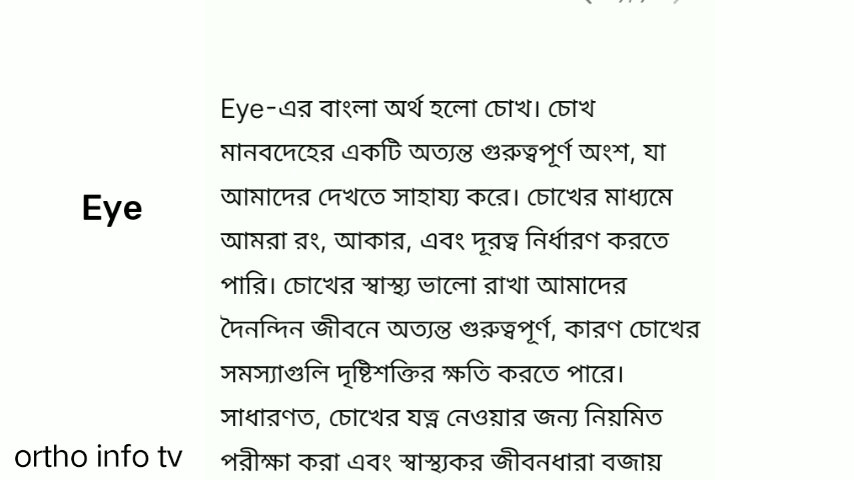 Eye-এর বাংলা অর্থ হলো চোখ। চোখ
মানবদেহের একটি অত্যন্ত গুরুত্বপূর্ণ অংশ, যা
আমাদের দেখতে সাহায্য করে। চোখের মাধ্যমে
আমরা রং, আকার, এবং দূরত্ব নির্ধারণ করতে
পারি। চোখের স্বাস্থ্য ভালো রাখা আমাদের
দৈনন্দিন জীবনে অত্যন্ত গুরুত্বপূর্ণ, কারণ চোখের
সমস্যাগুলি দৃষ্টিশক্তির ক্ষতি করতে পারে।
সাধারণত, চোখের যত্ন নেওয়ার জন্য নিয়মিত
পরীক্ষা করা এবং স্বাস্থ্যকর জীবনধারা বজায়
Eye
ortho info tv